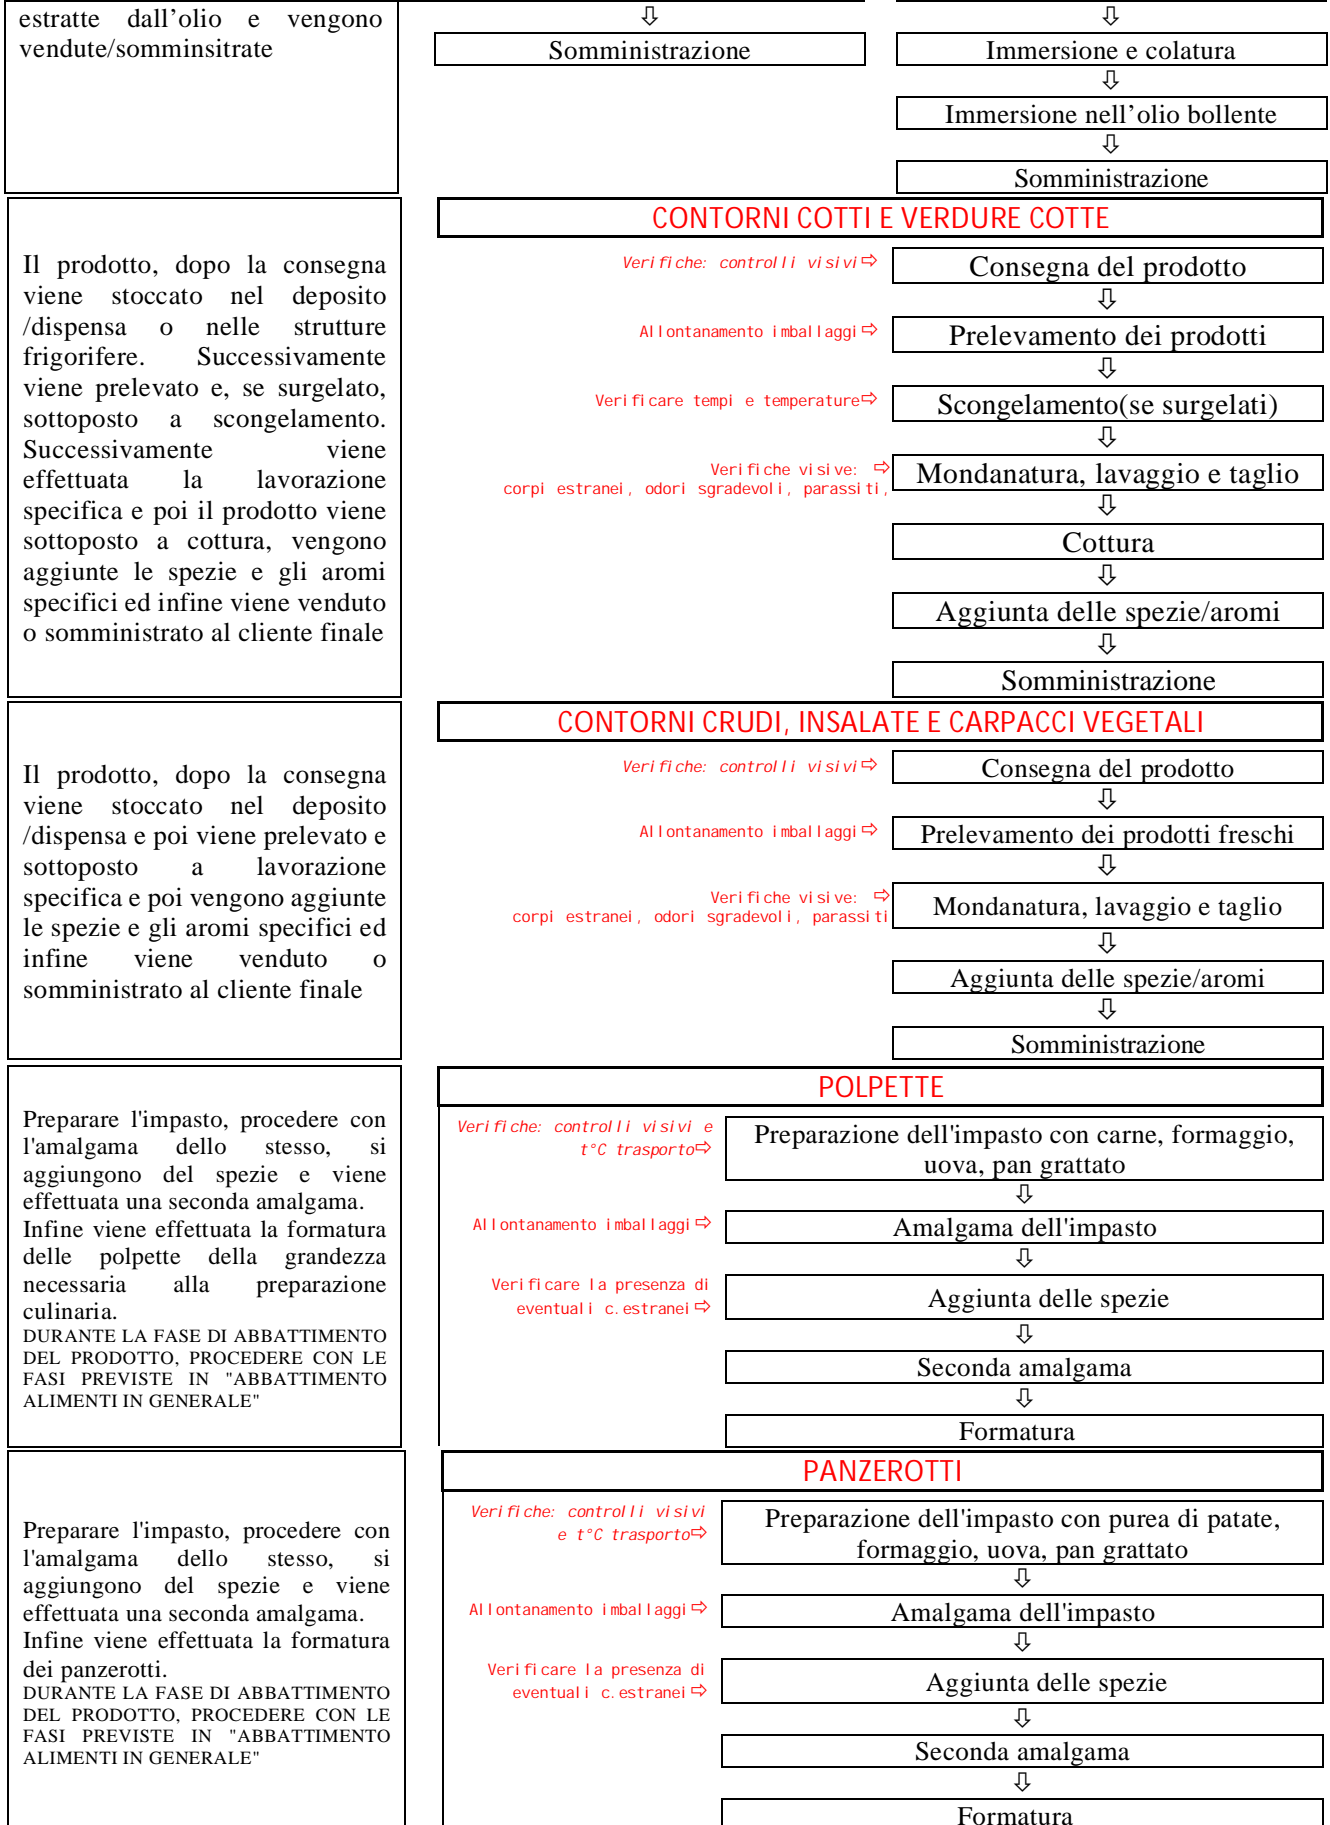 estratte dall'olio e vengono
vendute/somminsitrate
⇩
Somministrazione
⇩
Immersione e colatura
⇩
Immersione nell'olio bollente
⇩
Somministrazione
Il prodotto, dopo la consegna
viene stoccato nel deposito
/dispensa o nelle strutture
frigorifere. Successivamente
viene prelevato e, se surgelato,
sottoposto a scongelamento.
Successivamente viene
effettuata la lavorazione
specifica e poi il prodotto viene
sottoposto a cottura, vengono
aggiunte le spezie e gli aromi
specifici ed infine viene venduto
o somministrato al cliente finale
CONTORNI COTTI E VERDURE COTTE
Verifiche: controlli visivi⇨
Consegna del prodotto
⇩
Allontanamento imballaggi⇨
Prelevamento dei prodotti
⇩
Verificare tempi e temperature⇨
Scongelamento(se surgelati)
⇩
Verifiche visive: ⇨
corpi estranei, odori sgradevoli, parassiti,
Mondanatura, lavaggio e taglio
⇩
Cottura
⇩
Aggiunta delle spezie/aromi
⇩
Somministrazione
Il prodotto, dopo la consegna
viene stoccato nel deposito
/dispensa e poi viene prelevato e
sottoposto a lavorazione
specifica e poi vengono aggiunte
le spezie e gli aromi specifici ed
infine viene venduto o
somministrato al cliente finale
CONTORNI CRUDI, INSALATE E CARPACCI VEGETALI
Verifiche: controlli visivi⇨
Consegna del prodotto
⇩
Allontanamento imballaggi⇨
Prelevamento dei prodotti freschi
⇩
Verifiche visive: ⇨
corpi estranei, odori sgradevoli, parassiti
Mondanatura, lavaggio e taglio
⇩
Aggiunta delle spezie/aromi
⇩
Somministrazione
Preparare l'impasto, procedere con
l'amalgama dello stesso, si
aggiungono del spezie e viene
effettuata una seconda amalgama.
Infine viene effettuata la formatura
delle polpette della grandezza
necessaria alla preparazione
culinaria.
DURANTE LA FASE DI ABBATTIMENTO
DEL PRODOTTO, PROCEDERE CON LE
FASI PREVISTE IN "ABBATTIMENTO
ALIMENTI IN GENERALE"
POLPETTE
Verifiche: controlli visivi e
t°C trasporto⇨
Preparazione dell'impasto con carne, formaggio,
uova, pan grattato
⇩
Allontanamento imballaggi⇨
Amalgama dell'impasto
⇩
Verificare la presenza di
eventuali c.estranei⇨
Aggiunta delle spezie
⇩
Seconda amalgama
⇩
Formatura
Preparare l'impasto, procedere con
l'amalgama dello stesso, si
aggiungono del spezie e viene
effettuata una seconda amalgama.
Infine viene effettuata la formatura
dei panzerotti.
DURANTE LA FASE DI ABBATTIMENTO
DEL PRODOTTO, PROCEDERE CON LE
FASI PREVISTE IN "ABBATTIMENTO
ALIMENTI IN GENERALE"
PANZEROTTI
Verifiche: controlli visivi
e t°C trasporto⇨
Preparazione dell'impasto con purea di patate,
formaggio, uova, pan grattato
⇩
Allontanamento imballaggi⇨
Amalgama dell'impasto
⇩
Verificare la presenza di
eventuali c.estranei⇨
Aggiunta delle spezie
⇩
Seconda amalgama
⇩
Formatura